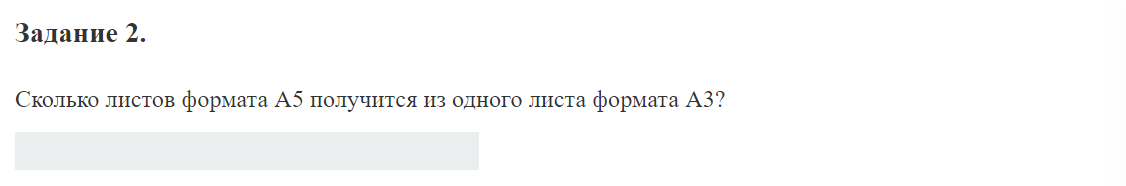 Задание 2.
Сколько листов формата А5 получится из одного листа формата А3?